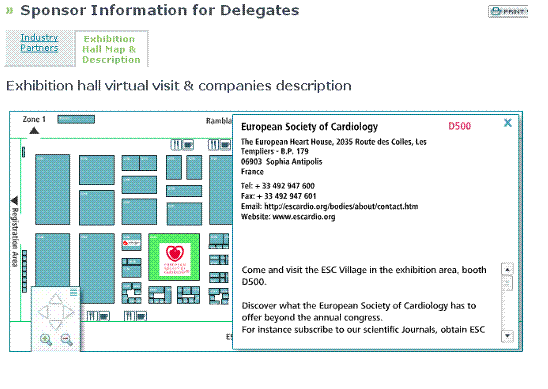 » Sponsor Information for Delegates
PRINT
Industry
Partners
Exhibition
Hall Map &
Description
Exhibition hall virtual visit & companies description
Zone 1
Rambla
Registration Area
European Society of Cardiology D500 X
The European Heart House, 2035 Route des Colles, Les
Templiers - B.P. 179
06903 Sophia Antipolis
France
Tel: + 33 492 947 600
Fax: + 33 492 947 601
Email: http://escardio.org/bodies/about/contact.htm
Website: www.escardio.org
EUROPEAN
SOCIETY OF
CARDIOLOGY
Come and visit the ESC Village in the exhibition area, booth
D500.
Discover what the European Society of Cardiology has to
offer beyond the annual congress.
For instance subscribe to our scientific Journals, obtain ESC